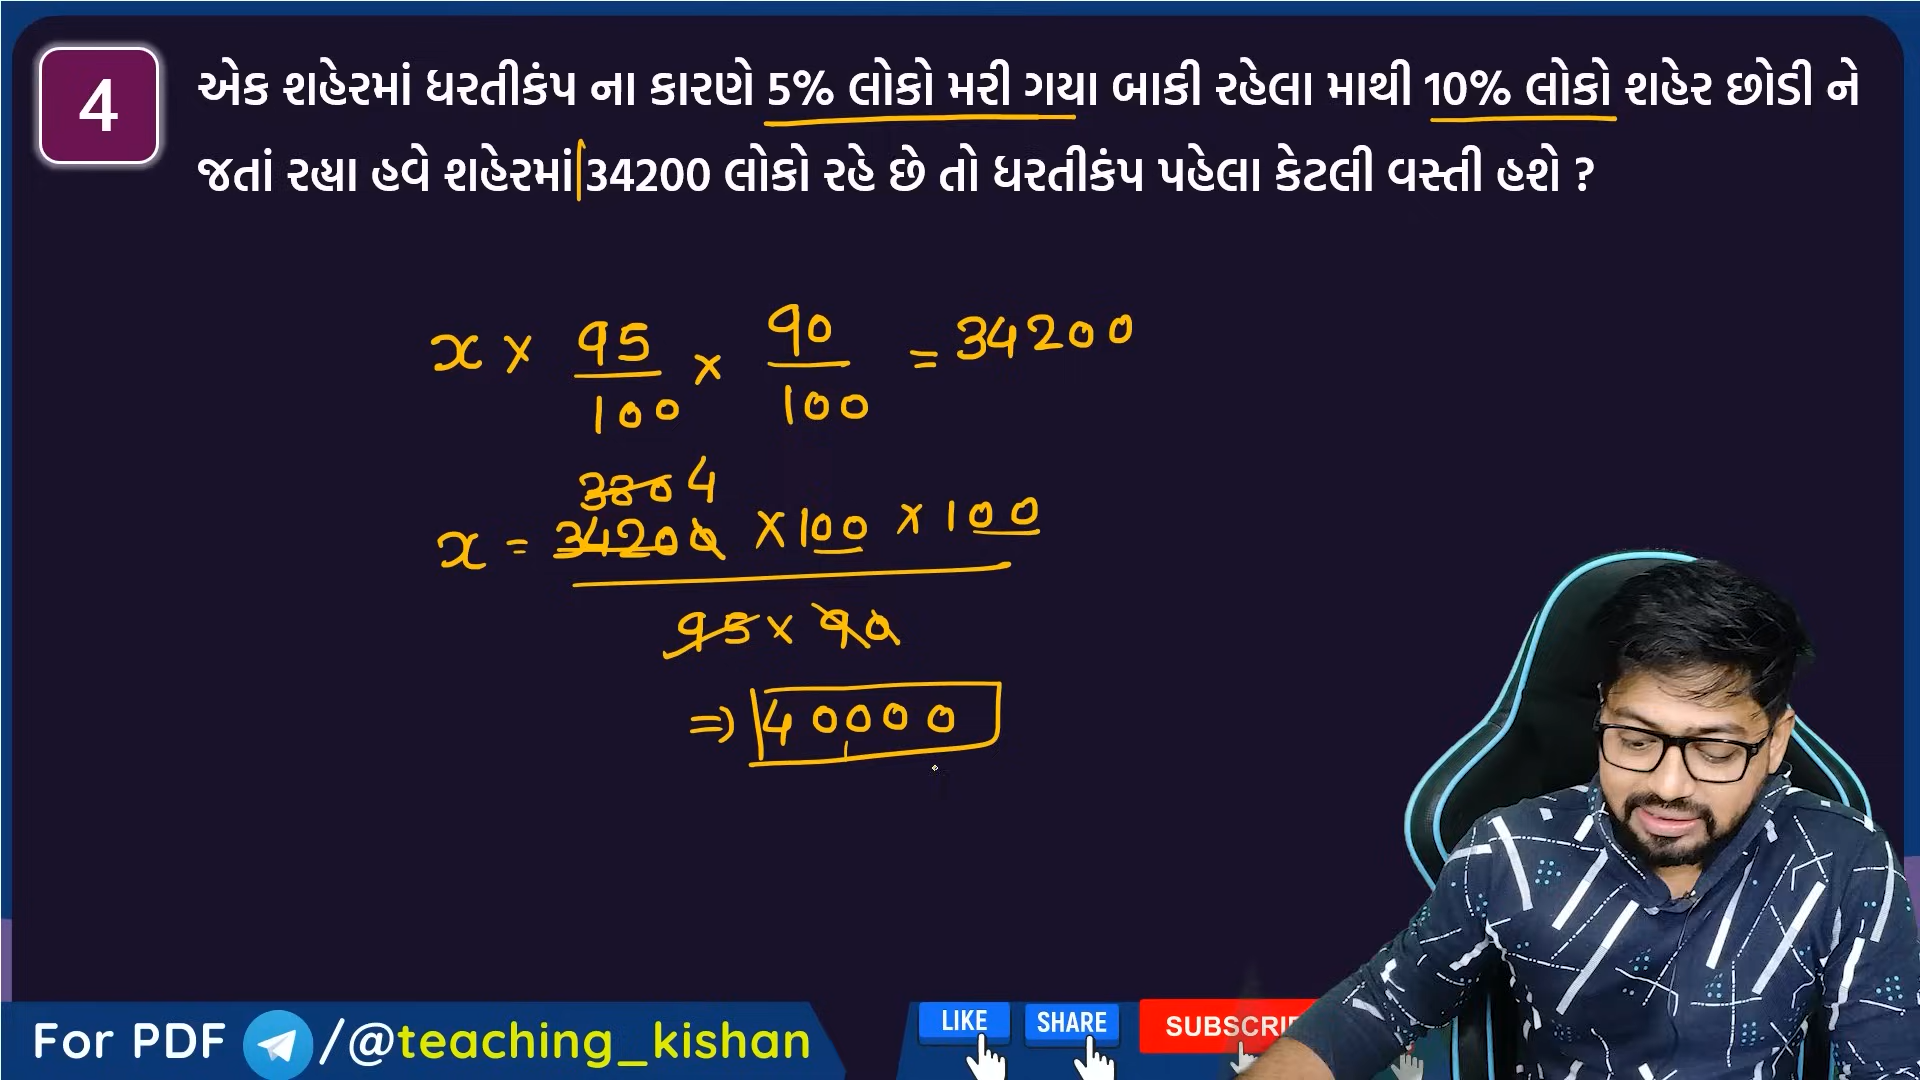 4
એક શહેરમાં ધરતીકંપ ના કારણે 5% લોકો મરી ગયા બાકી રહેલા માથી 10% લોકો શહેર છોડી ને
જતાં રહ્યા હવે શહેરમાં 34200 લોકો રહે છે તો ધરતીકંપ પહેલા કેટલી વસ્તી હશે ?
x × 95/100 × 90/100 = 34200
380 4
x = 34200 × 100 × 100
95 × 90
⇒ 40000
For PDF /@teaching_kishan
LIKE SHARE